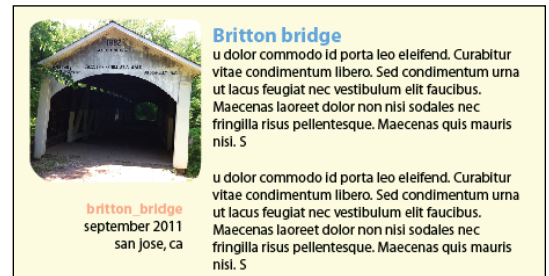 Britton bridge
u dolor commodo id porta leo eleifend. Curabitur
vitae condimentum libero. Sed condimentum urna
ut lacus feugiat nec vestibulum elit faucibus.
Maecenas laoreet dolor non nisi sodales nec
fringilla risus pellentesque. Maecenas quis mauris
nisi. S
u dolor commodo id porta leo eleifend. Curabitur
vitae condimentum libero. Sed condimentum urna
ut lacus feugiat nec vestibulum elit faucibus.
Maecenas laoreet dolor non nisi sodales nec
fringilla risus pellentesque. Maecenas quis mauris
nisi. S
britton_bridge
september 2011
san jose, ca